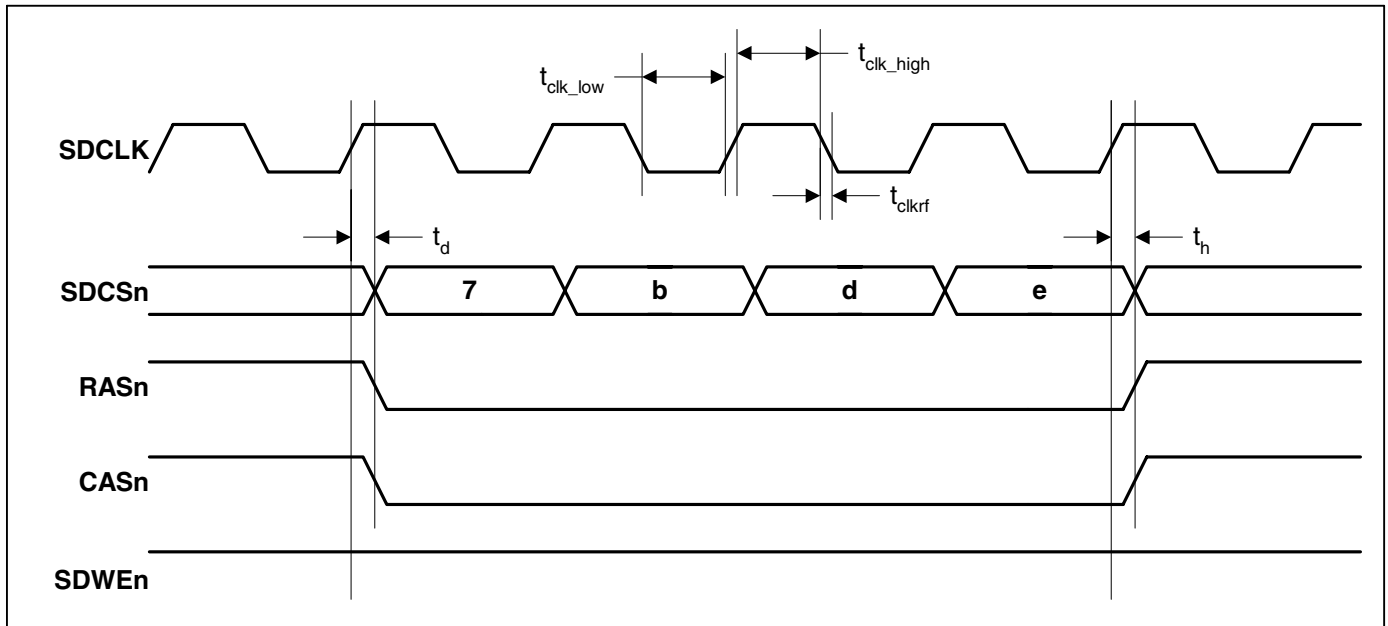 t_clk_high
t_clk_low
SDCLK
t_clkrf
t_d
t_h
SDCSn
7 b d e
RASn
CASn
SDWEn